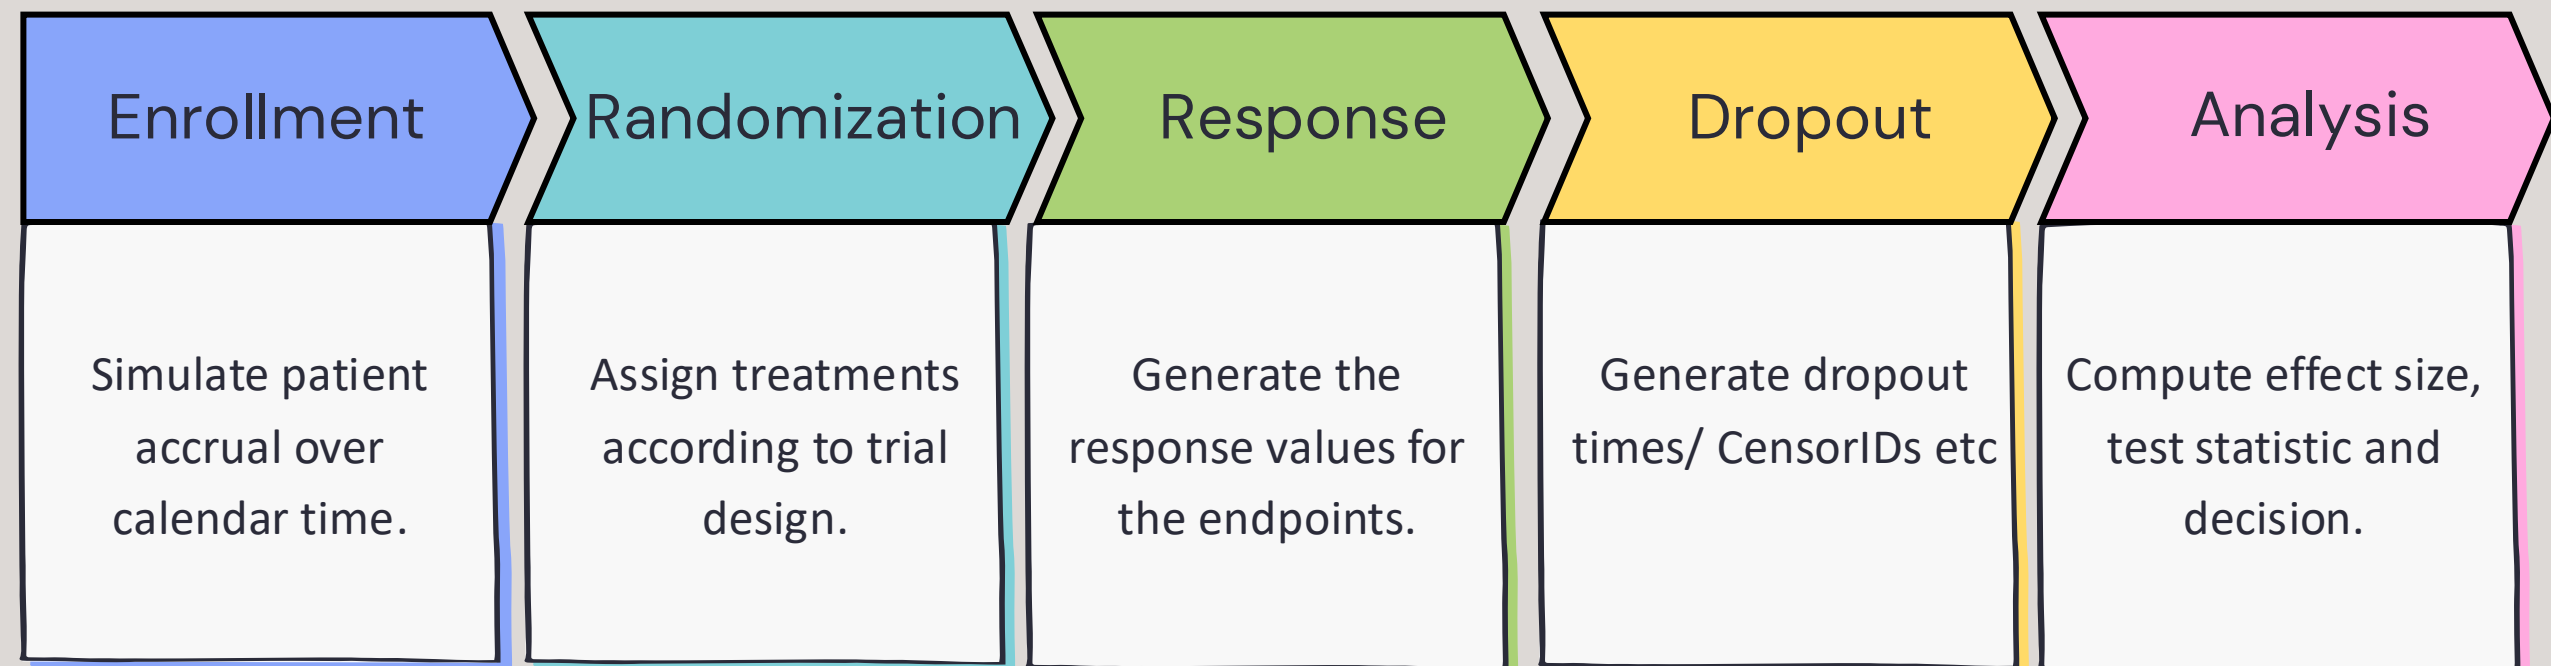 Enrollment
Randomization
Response
Dropout
Analysis
Simulate patient
accrual over
calendar time.
Assign treatments
according to trial
design.
Generate the
response values for
the endpoints.
Generate dropout
times/ CensorIDs etc
Compute effect size,
test statistic and
decision.